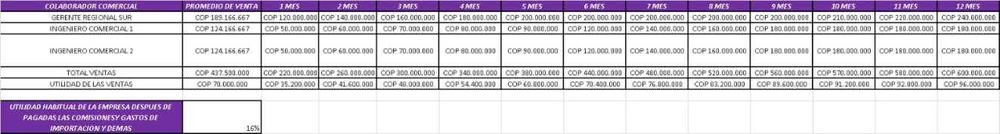 COLABORADOR COMERCIAL PROMEDIO DE VENTA 1 MES 2 MES 3 MES 4 MES 5 MES 6 MES 7 MES 8 MES 9 MES 10 MES 11 MES 12 MES
GERENTE REGIONAL SUR COP 189.166.667 COP 120.000.000 COP 140.000.000 COP 160.000.000 COP 180.000.000 COP 200.000.000 COP 200.000.000 COP 200.000.000 COP 200.000.000 COP 200.000.000 COP 210.000.000 COP 220.000.000 COP 240.000.000
INGENIERO COMERCIAL 1 COP 124.166.667 COP 50.000.000 COP 60.000.000 COP 70.000.000 COP 80.000.000 COP 90.000.000 COP 120.000.000 COP 140.000.000 COP 160.000.000 COP 180.000.000 COP 180.000.000 COP 180.000.000 COP 180.000.000
INGENIERO COMERCIAL 2 COP 124.166.667 COP 50.000.000 COP 60.000.000 COP 70.000.000 COP 80.000.000 COP 90.000.000 COP 120.000.000 COP 140.000.000 COP 160.000.000 COP 180.000.000 COP 180.000.000 COP 180.000.000 COP 180.000.000
TOTAL VENTAS COP 437.500.000 COP 220.000.000 COP 260.000.000 COP 300.000.000 COP 340.000.000 COP 380.000.000 COP 440.000.000 COP 480.000.000 COP 520.000.000 COP 560.000.000 COP 570.000.000 COP 580.000.000 COP 600.000.000
UTILIDAD DE LAS VENTAS COP 70.000.000 COP 35.200.000 COP 41.600.000 COP 48.000.000 COP 54.400.000 COP 60.800.000 COP 70.400.000 COP 76.800.000 COP 83.200.000 COP 89.600.000 COP 91.200.000 COP 92.800.000 COP 96.000.000
UTILIDAD HABITUAL DE LA EMPRESA DESPUES DE
PAGADAS LAS COMISIONESY GASTOS DE
IMPORTACION Y DEMAS 16%